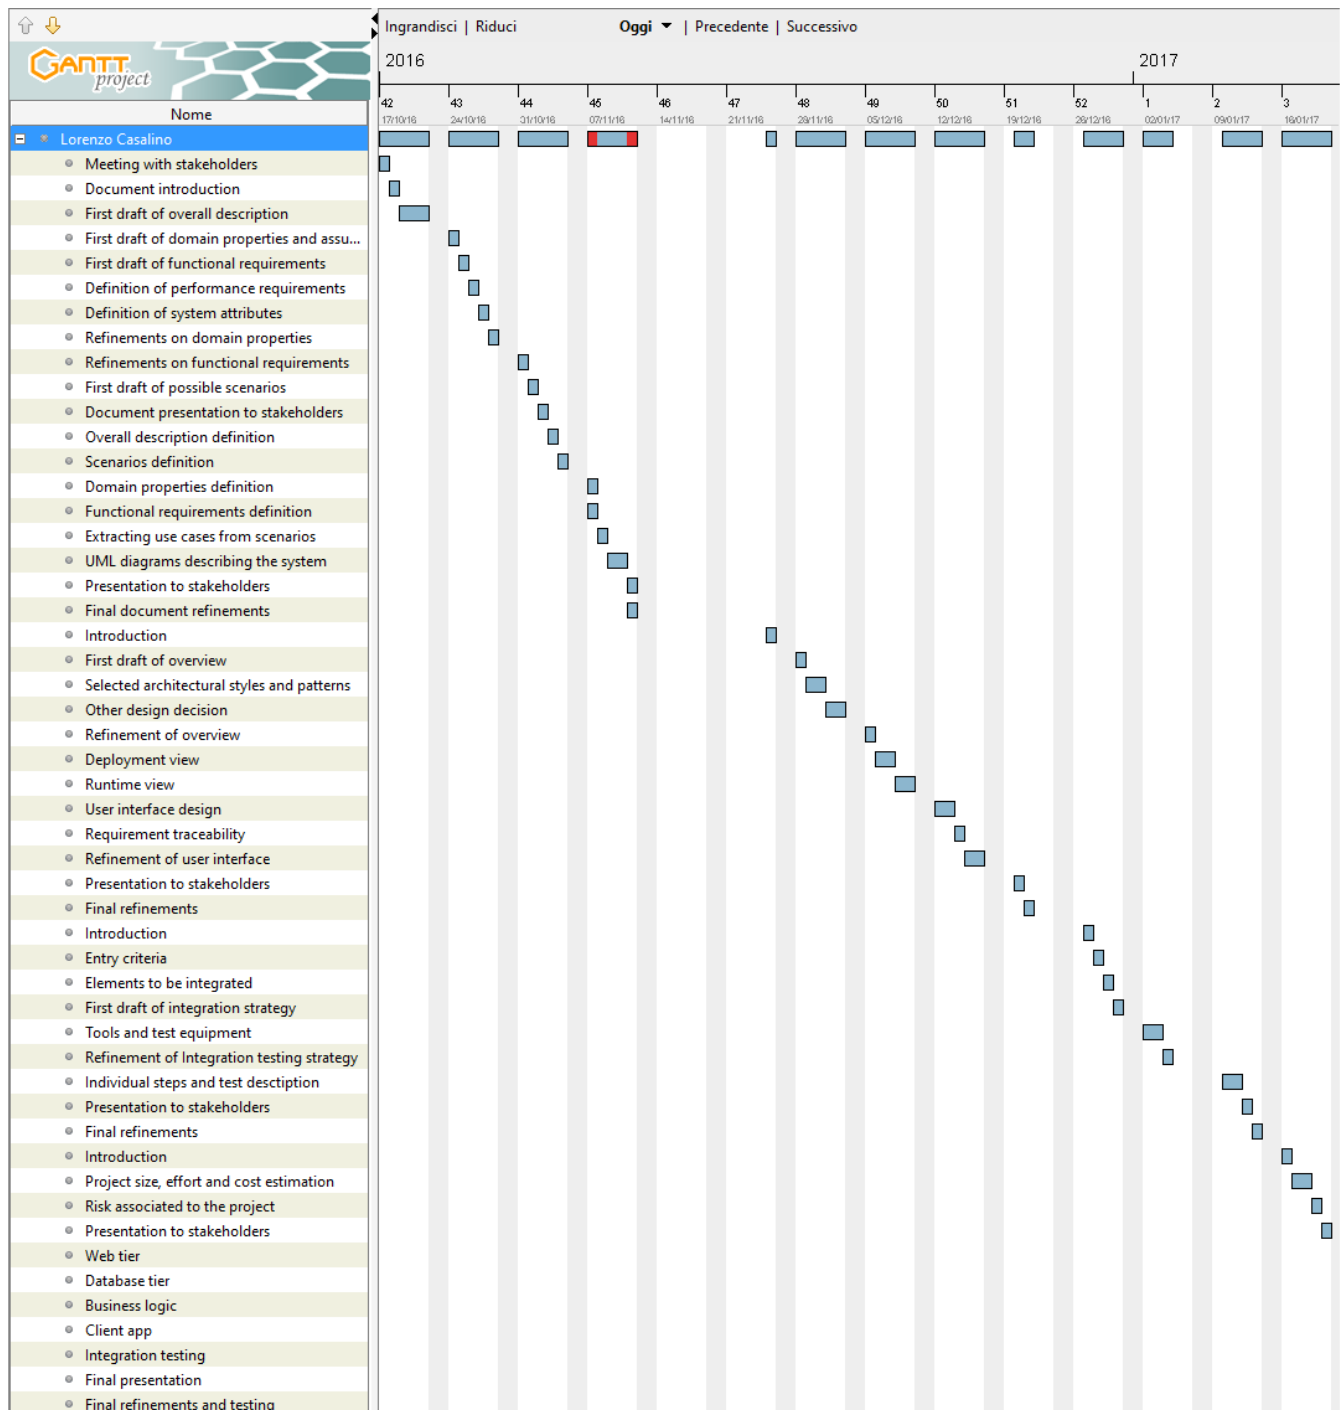 Ingrandisci | Riduci Oggi | Precedente | Successivo
GANTT project
2016 2017
Nome
42 43 44 45 46 47 48 49 50 51 52 1 2 3
17/10/16 24/10/16 31/10/16 07/11/16 14/11/16 21/11/16 28/11/16 05/12/16 12/12/16 19/12/16 26/12/16 02/01/17 09/01/17 16/01/17
Lorenzo Casalino
Meeting with stakeholders
Document introduction
First draft of overall description
First draft of domain properties and assu...
First draft of functional requirements
Definition of performance requirements
Definition of system attributes
Refinements on domain properties
Refinements on functional requirements
First draft of possible scenarios
Document presentation to stakeholders
Overall description definition
Scenarios definition
Domain properties definition
Functional requirements definition
Extracting use cases from scenarios
UML diagrams describing the system
Presentation to stakeholders
Final document refinements
Introduction
First draft of overview
Selected architectural styles and patterns
Other design decision
Refinement of overview
Deployment view
Runtime view
User interface design
Requirement traceability
Refinement of user interface
Presentation to stakeholders
Final refinements
Introduction
Entry criteria
Elements to be integrated
First draft of integration strategy
Tools and test equipment
Refinement of Integration testing strategy
Individual steps and test desctiption
Presentation to stakeholders
Final refinements
Introduction
Project size, effort and cost estimation
Risk associated to the project
Presentation to stakeholders
Web tier
Database tier
Business logic
Client app
Integration testing
Final presentation
Final refinements and testing